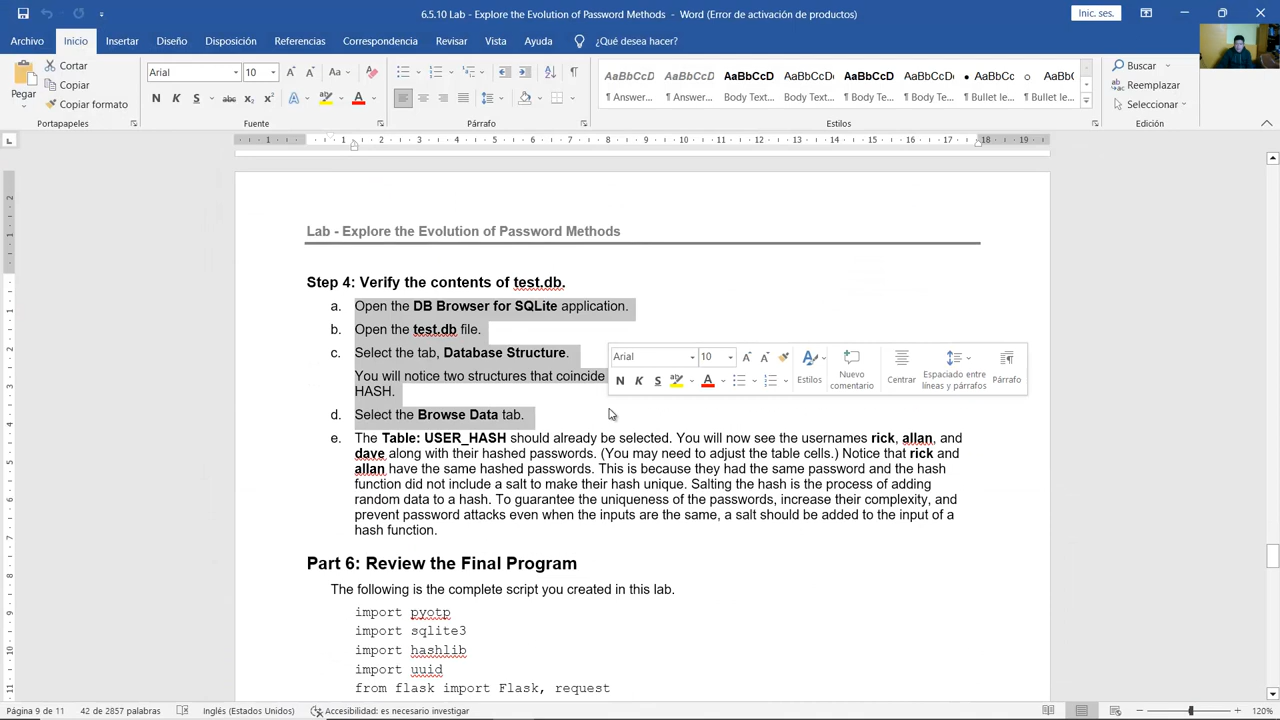 6.5.10 Lab - Explore the Evolution of Password Methods - Word (Error de activación de productos)
Inic. ses.
Archivo Inicio Insertar Diseño Disposición Referencias Correspondencia Revisar Vista Ayuda ¿Qué desea hacer?
Pegar
Cortar
Copiar
Copiar formato
Portapapeles
Arial 10
N K S abc x₂ x²
Fuente
Párrafo
AaBbCcD AaBbCcD AaBbCcD AaBbCcDd AaBbCcD AaBbCc AaBb
¶ Answer... ¶ Answer... Body Text... Body Text... ¶ Body Text... ¶ Bullet le... ¶ Bullet le...
Estilos
Buscar
Reemplazar
Seleccionar
Edición
Lab - Explore the Evolution of Password Methods
Step 4: Verify the contents of test.db.
a. Open the DB Browser for SQLite application.
b. Open the test.db file.
c. Select the tab, Database Structure.
You will notice two structures that coincide
HASH.
d. Select the Browse Data tab.
Arial 10
N K S
Estilos
Nuevo comentario
Centrar
Espaciado entre líneas y párrafos
Párrafo
e. The Table: USER_HASH should already be selected. You will now see the usernames rick, allan, and
dave along with their hashed passwords. (You may need to adjust the table cells.) Notice that rick and
allan have the same hashed passwords. This is because they had the same password and the hash
function did not include a salt to make their hash unique. Salting the hash is the process of adding
random data to a hash. To guarantee the uniqueness of the passwords, increase their complexity, and
prevent password attacks even when the inputs are the same, a salt should be added to the input of a
hash function.
Part 6: Review the Final Program
The following is the complete script you created in this lab.
import pyotp
import sqlite3
import hashlib
import uuid
from flask import Flask, request
Página 9 de 11 42 de 2857 palabras Inglés (Estados Unidos) Accesibilidad: es necesario investigar 120%